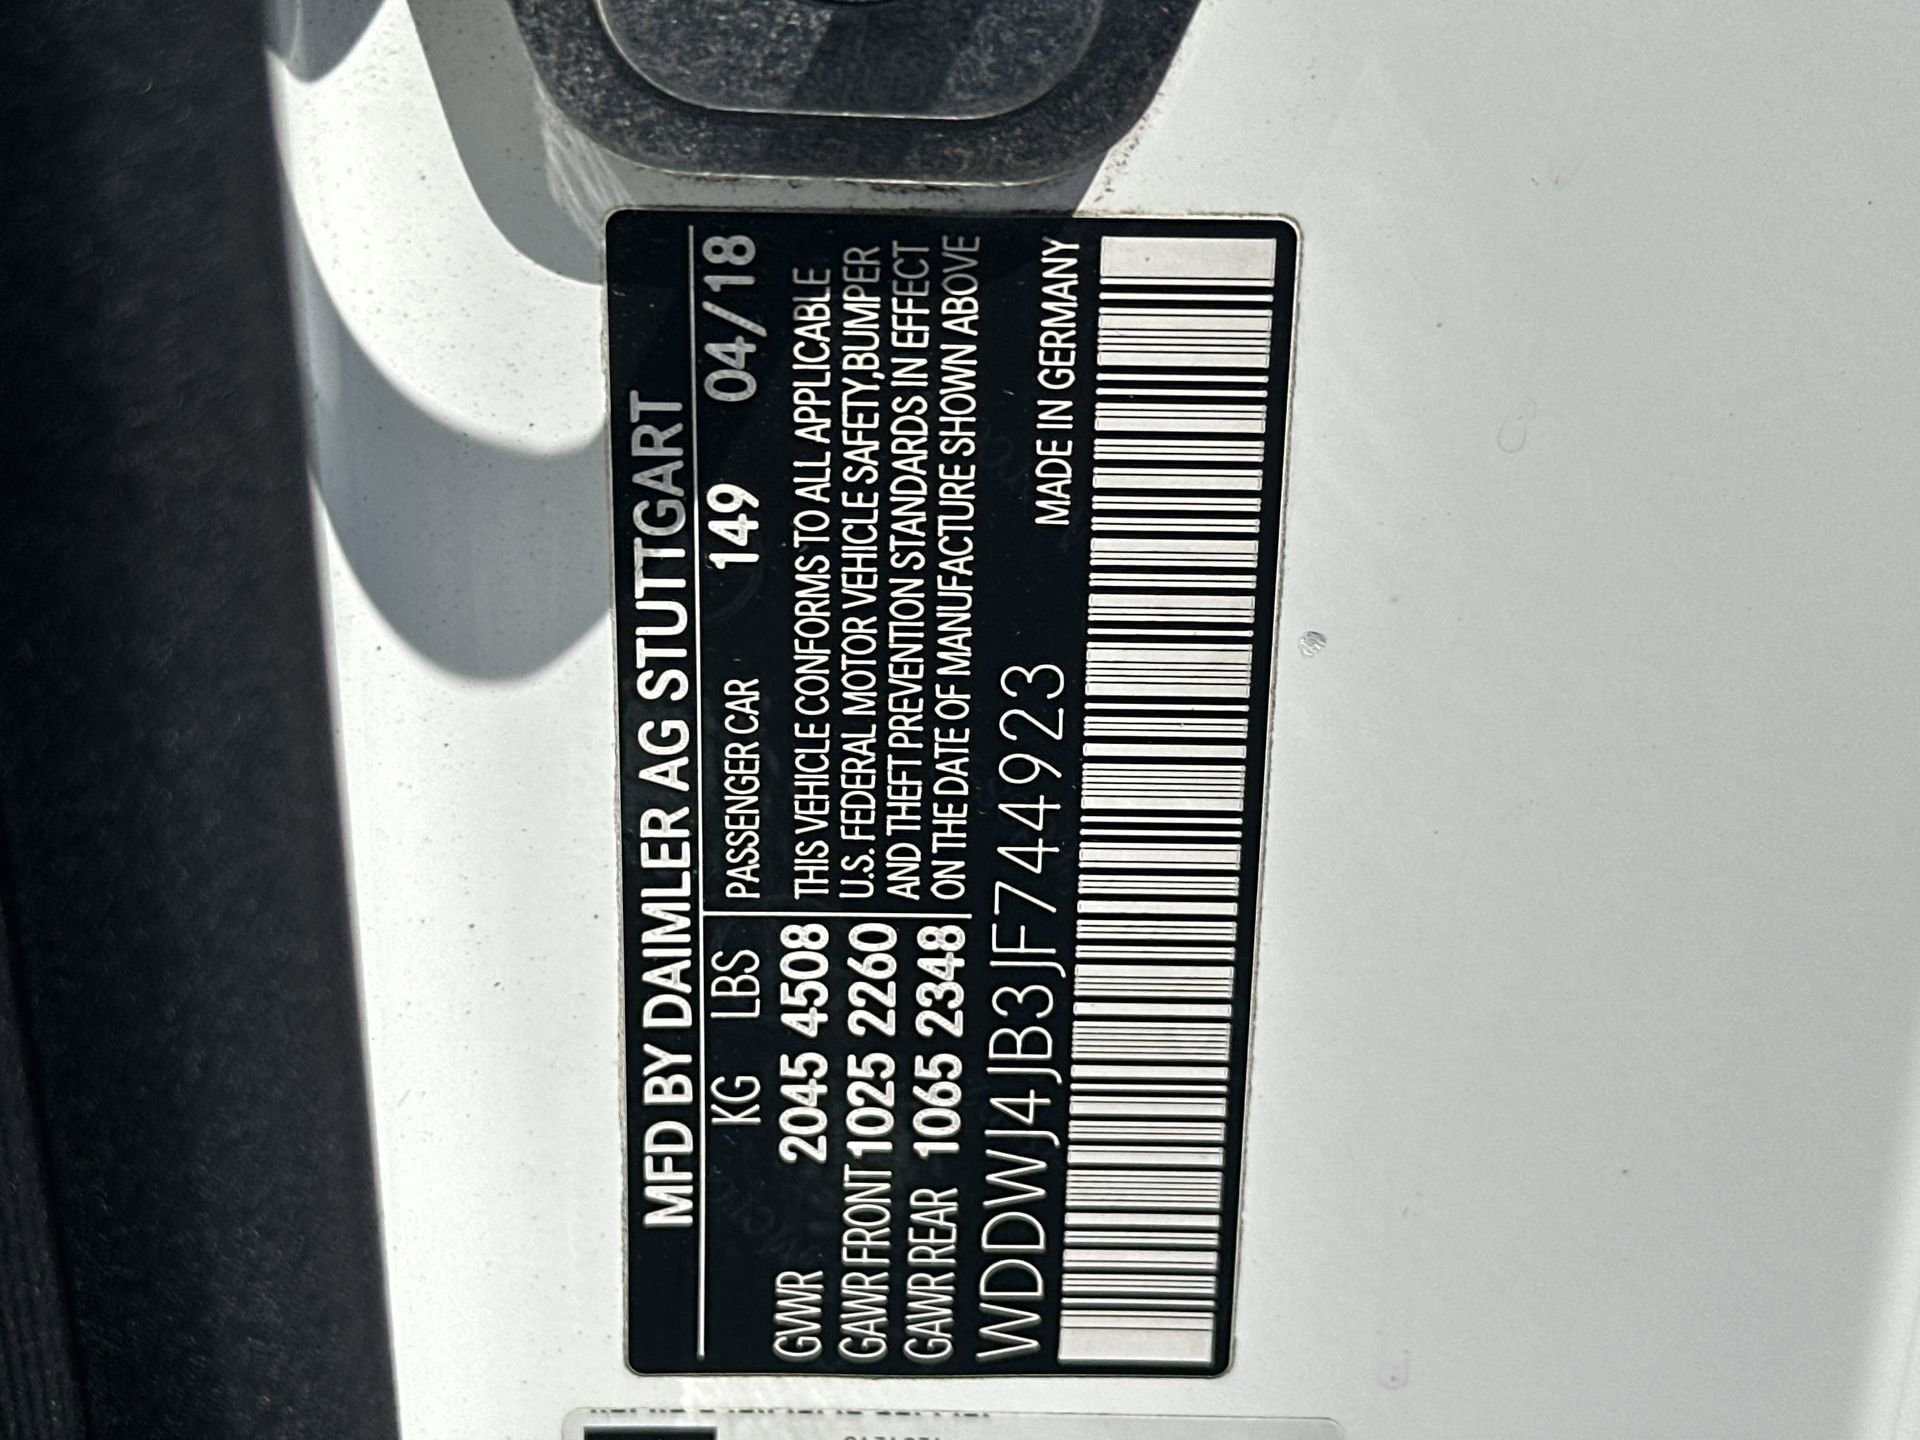 MFD BY DAIMLER AG STUTTGART
KG LBS PASSENGER CAR 149 04/18
GVWR 2045 4508
GAWR FRONT 1025 2260
GAWR REAR 1065 2348
THIS VEHICLE CONFORMS TO ALL APPLICABLE
U.S. FEDERAL MOTOR VEHICLE SAFETY,BUMPER
AND THEFT PREVENTION STANDARDS IN EFFECT
ON THE DATE OF MANUFACTURE SHOWN ABOVE
WDDWJ4JB3JF744923 MADE IN GERMANY